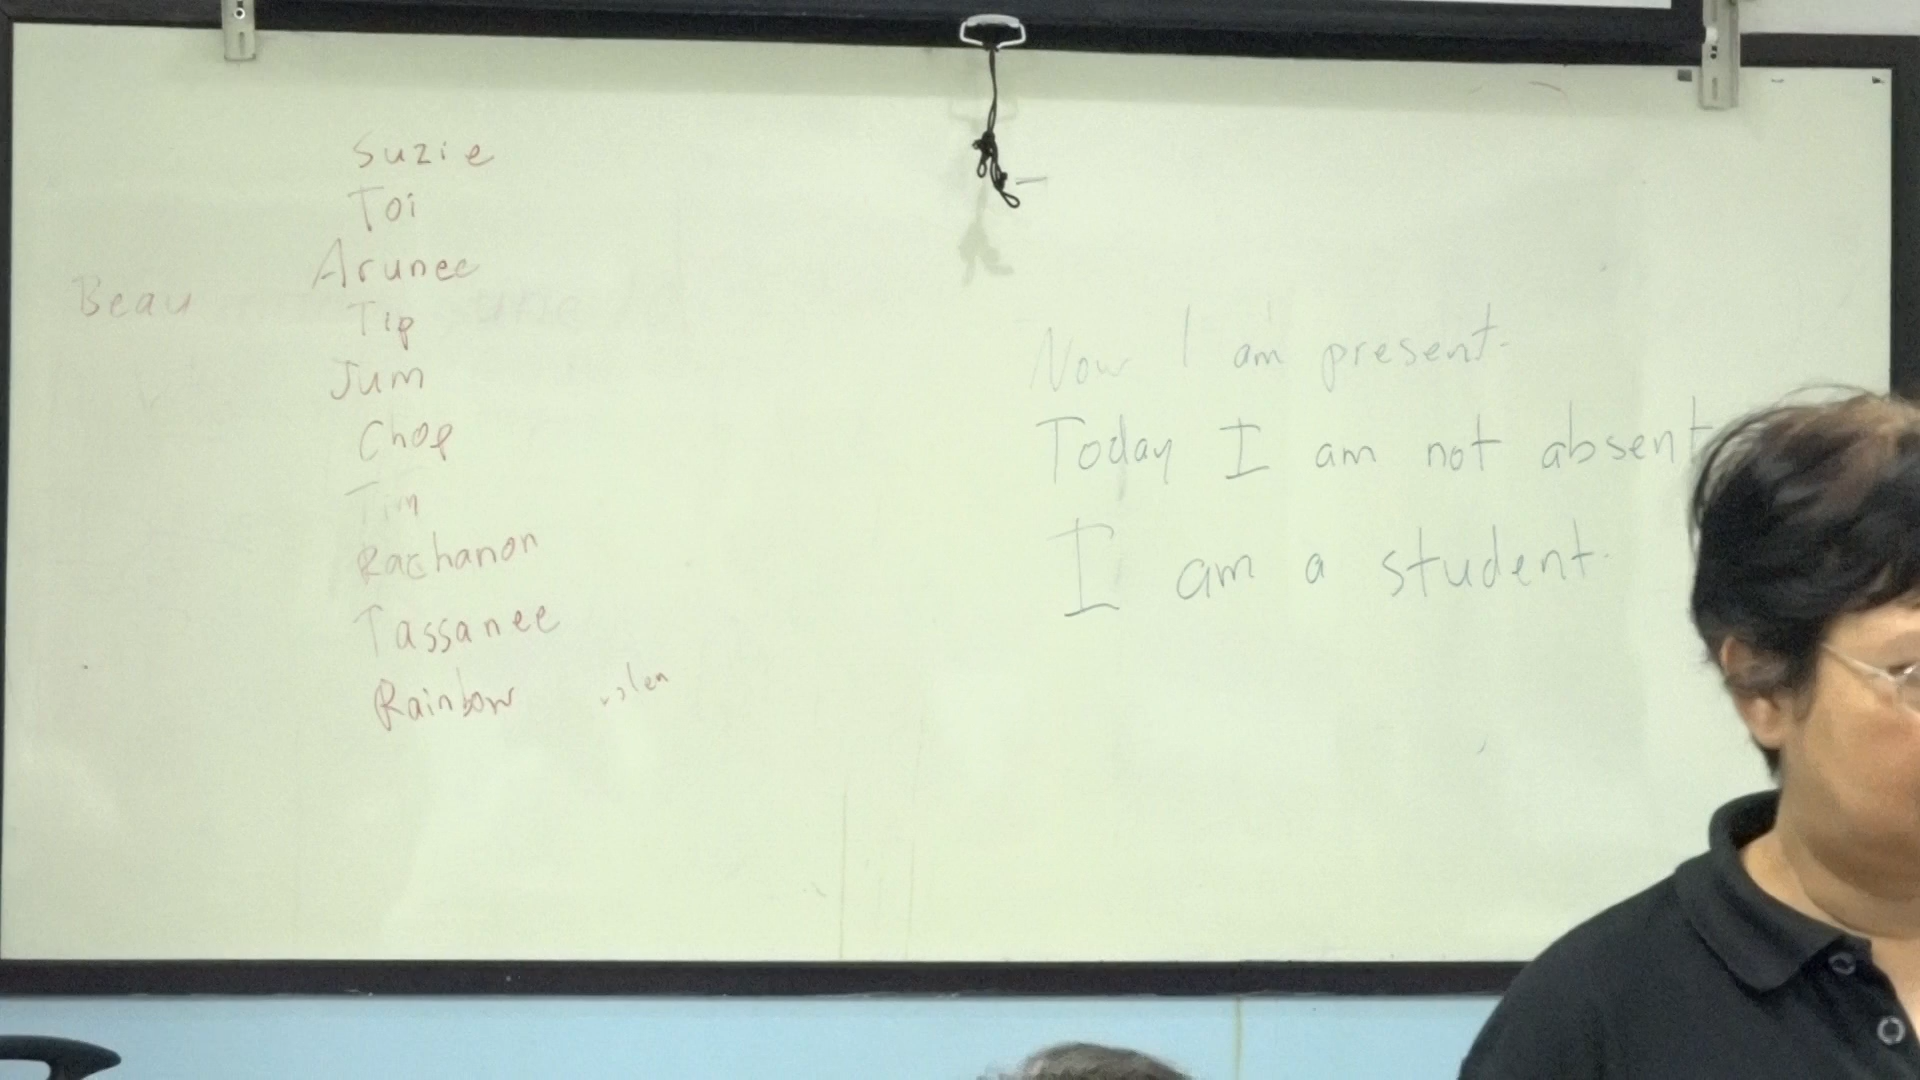 Suzie
Toi
Arunee
Beau
Tip
Jum
Chop
Tim
Rachanon
Tassanee
Rainbow
Now I am present.
Today I am not absent
I am a student.